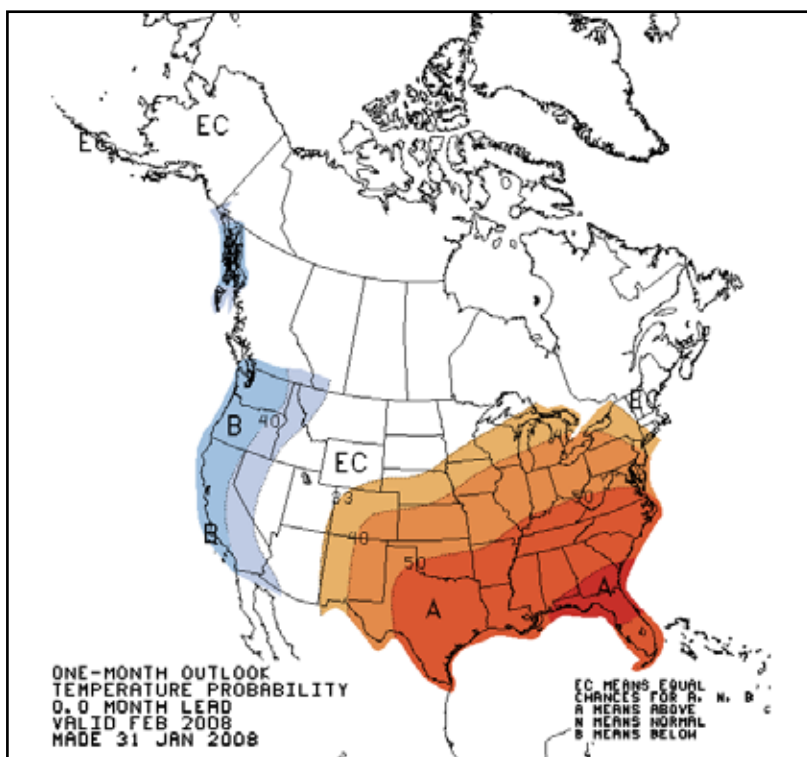 EC
EC
B
40
EC
EC
33
40
50
50
B
A
A
ONE-MONTH OUTLOOK
TEMPERATURE PROBABILITY
0.0 MONTH LEAD
VALID FEB 2008
MADE 31 JAN 2008
EC MEANS EQUAL
CHANCES FOR A, N, B
A MEANS ABOVE
N MEANS NORMAL
B MEANS BELOW